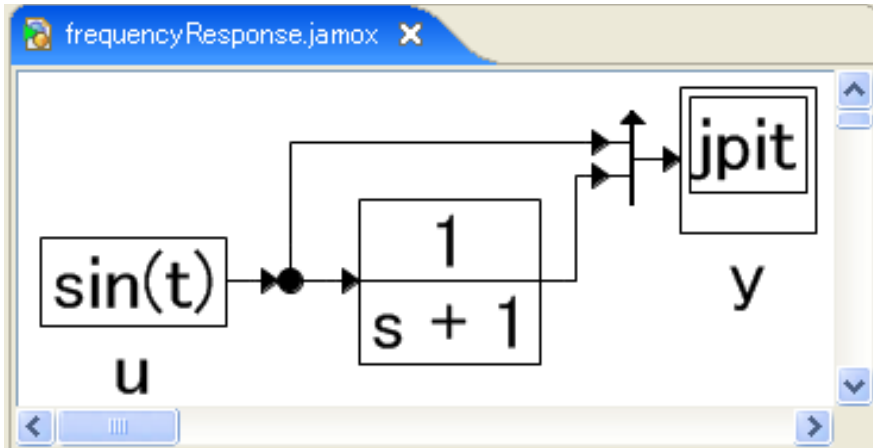 frequencyResponse.jamox
jpit
y
1
s + 1
sin(t)
u